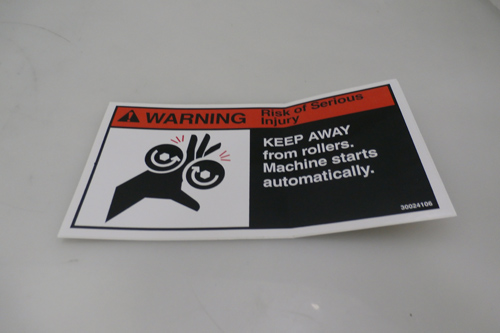 WARNING
Risk of Serious
Injury
KEEP AWAY
from rollers.
Machine starts
automatically.
30024106